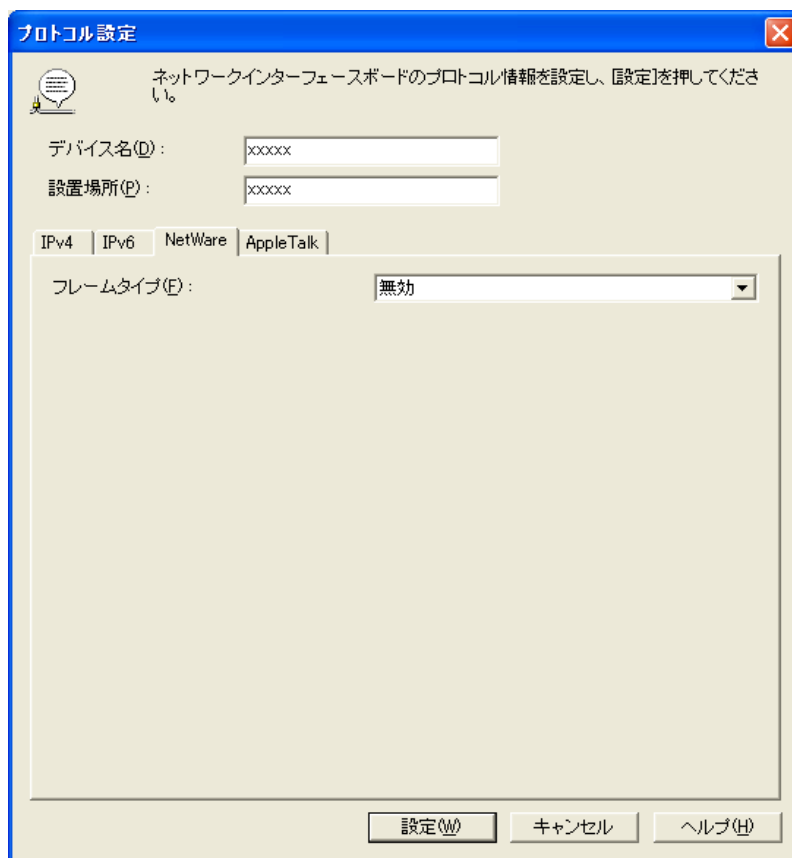 プロトコル設定
ネットワークインターフェースボードのプロトコル情報を設定し、[設定]を押してくださ
い。
デバイス名(D): xxxxx
設置場所(P): xxxxx
IPv4 IPv6 NetWare AppleTalk
フレームタイプ(F): 無効
設定(W) キャンセル ヘルプ(H)